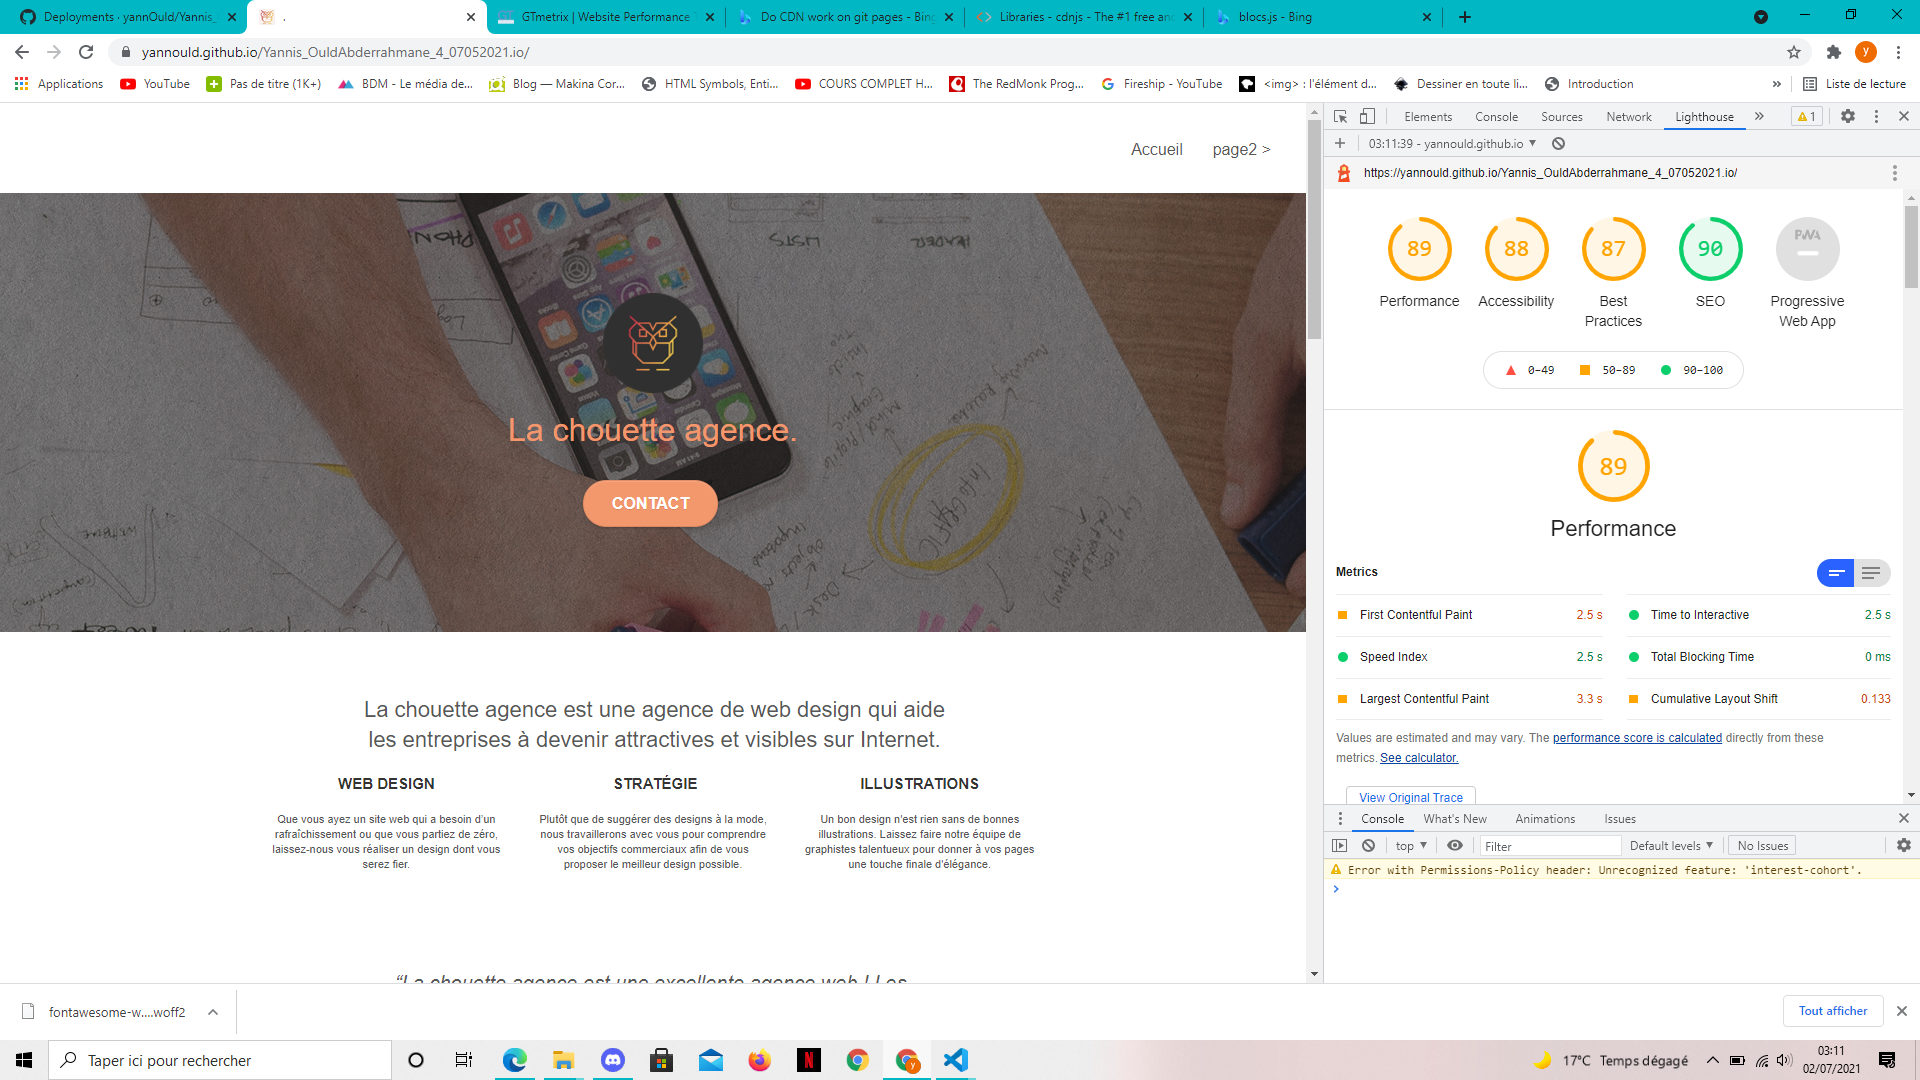 Deployments · yannOuld/Yannis_
.
GTmetrix | Website Performance T
Do CDN work on git pages - Bing
Libraries - cdnjs - The #1 free and
blocs.js - Bing
yannould.github.io/Yannis_OuldAbderrahmane_4_07052021.io/
y
Applications
YouTube
Pas de titre (1K+)
BDM - Le média de...
Blog — Makina Cor...
HTML Symbols, Enti...
COURS COMPLET H...
The RedMonk Prog...
Fireship - YouTube
<img> : l'élément d...
Dessiner en toute li...
Introduction
»
Liste de lecture
Accueil
page2 >
La chouette agence.
CONTACT
La chouette agence est une agence de web design qui aide
les entreprises à devenir attractives et visibles sur Internet.
WEB DESIGN
Que vous ayez un site web qui a besoin d'un
rafraîchissement ou que vous partiez de zéro,
laissez-nous vous réaliser un design dont vous
serez fier.
STRATÉGIE
Plutôt que de suggérer des designs à la mode,
nous travaillerons avec vous pour comprendre
vos objectifs commerciaux afin de vous
proposer le meilleur design possible.
ILLUSTRATIONS
Un bon design n'est rien sans de bonnes
illustrations. Laissez faire notre équipe de
graphistes talentueux pour donner à vos pages
une touche finale d'élégance.
“La chouette agence est une excellente agence web ! Les
Elements
Console
Sources
Network
Lighthouse
»
1
03:11:39 - yannould.github.io
https://yannould.github.io/Yannis_OuldAbderrahmane_4_07052021.io/
89
Performance
88
Accessibility
87
Best
Practices
90
SEO
PWA
Progressive
Web App
0–49
50–89
90–100
89
Performance
Metrics
First Contentful Paint 2.5 s
Time to Interactive 2.5 s
Speed Index 2.5 s
Total Blocking Time 0 ms
Largest Contentful Paint 3.3 s
Cumulative Layout Shift 0.133
Values are estimated and may vary. The performance score is calculated directly from these
metrics. See calculator.
View Original Trace
Console
What's New
Animations
Issues
top
Filter
Default levels
No Issues
Error with Permissions-Policy header: Unrecognized feature: 'interest-cohort'.
fontawesome-w....woff2
Tout afficher
Taper ici pour rechercher
17°C Temps dégagé
03:11
02/07/2021